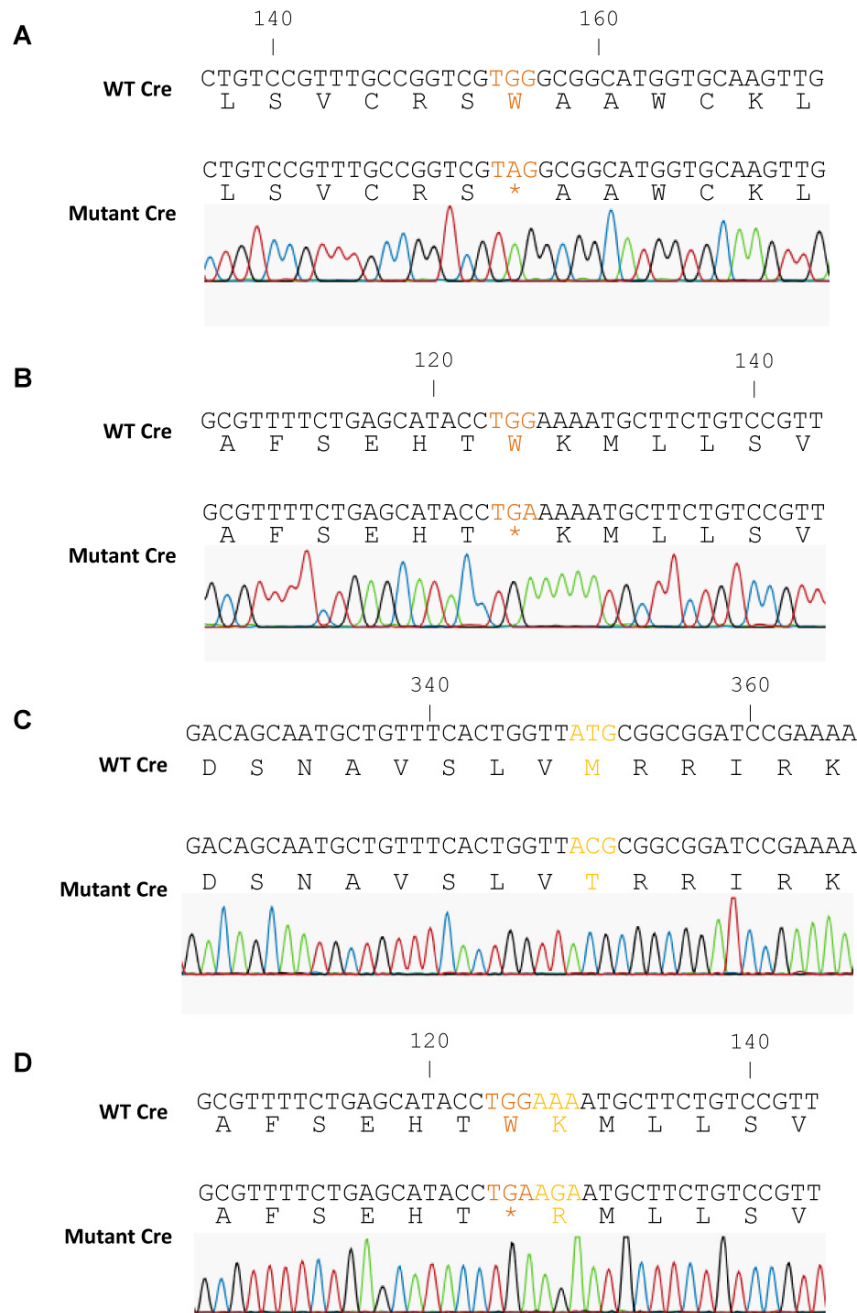 A
140 160
| |
WT Cre CTGTCCGTTTGCCGGTCGTGGGCGGCATGGTGCAAGTTG
L S V C R S W A A W C K L
CTGTCCGTTTGCCGGTCGTAGGCGGCATGGTGCAAGTTG
Mutant Cre L S V C R S * A A W C K L
B
120 140
| |
WT Cre GCGTTTTCTGAGCATACCTGGAAAATGCTTCTGTCCGTT
A F S E H T W K M L L S V
GCGTTTTCTGAGCATACCTGAAAAATGCTTCTGTCCGTT
Mutant Cre A F S E H T * K M L L S V
C
340 360
| |
GACAGCAATGCTGTTTCACTGGTTATGCGGCGGATCCGAAAA
WT Cre D S N A V S L V M R R I R K
GACAGCAATGCTGTTTCACTGGTTACGCGGCGGATCCGAAAA
Mutant Cre D S N A V S L V T R R I R K
D
120 140
| |
WT Cre GCGTTTTCTGAGCATACCTGGAAAATGCTTCTGTCCGTT
A F S E H T W K M L L S V
GCGTTTTCTGAGCATACCTGAAGAATGCTTCTGTCCGTT
Mutant Cre A F S E H T * R M L L S V